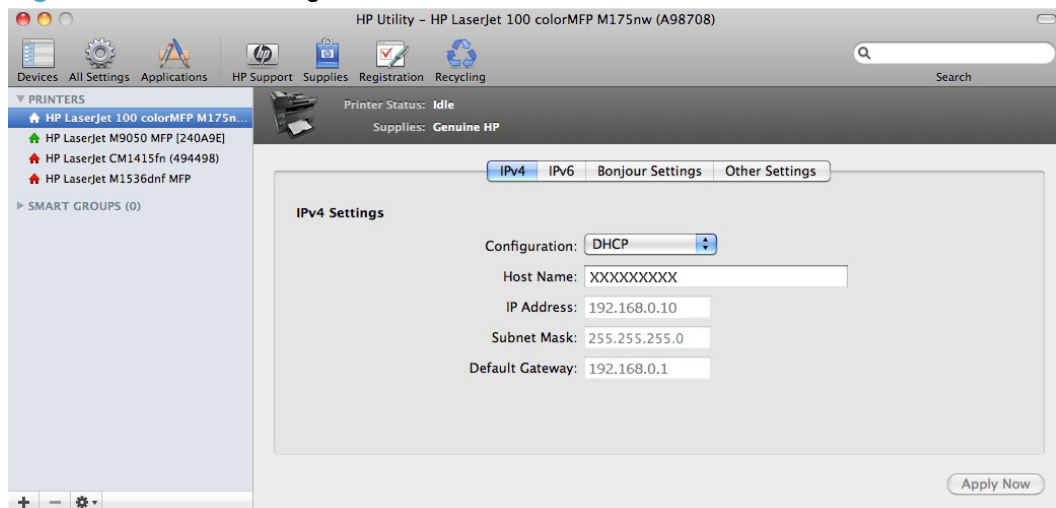 HP Utility – HP LaserJet 100 colorMFP M175nw (A98708)
Devices All Settings Applications HP Support Supplies Registration Recycling Search
PRINTERS
HP LaserJet 100 colorMFP M175n...
HP LaserJet M9050 MFP [240A9E]
HP LaserJet CM1415fn (494498)
HP LaserJet M1536dnf MFP
SMART GROUPS (0)
Printer Status: Idle
Supplies: Genuine HP
IPv4 IPv6 Bonjour Settings Other Settings
IPv4 Settings
Configuration: DHCP
Host Name: XXXXXXXXX
IP Address: 192.168.0.10
Subnet Mask: 255.255.255.0
Default Gateway: 192.168.0.1
Apply Now